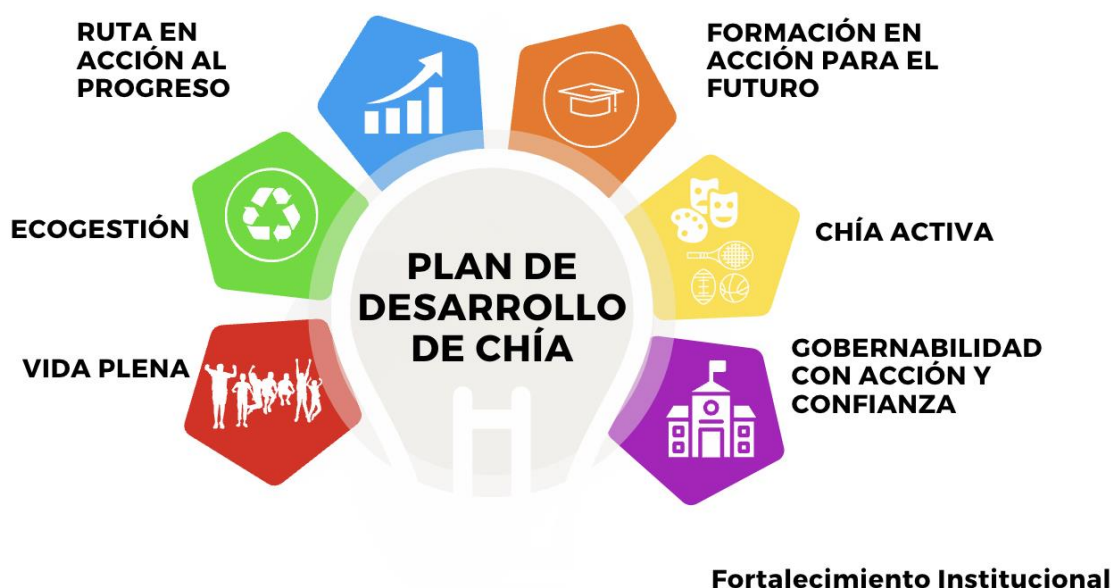 RUTA EN
ACCIÓN AL
PROGRESO
FORMACIÓN EN
ACCIÓN PARA EL
FUTURO
ECOGESTIÓN
CHÍA ACTIVA
PLAN DE
DESARROLLO
DE CHÍA
VIDA PLENA
GOBERNABILIDAD
CON ACCIÓN Y
CONFIANZA
Fortalecimiento Institucional